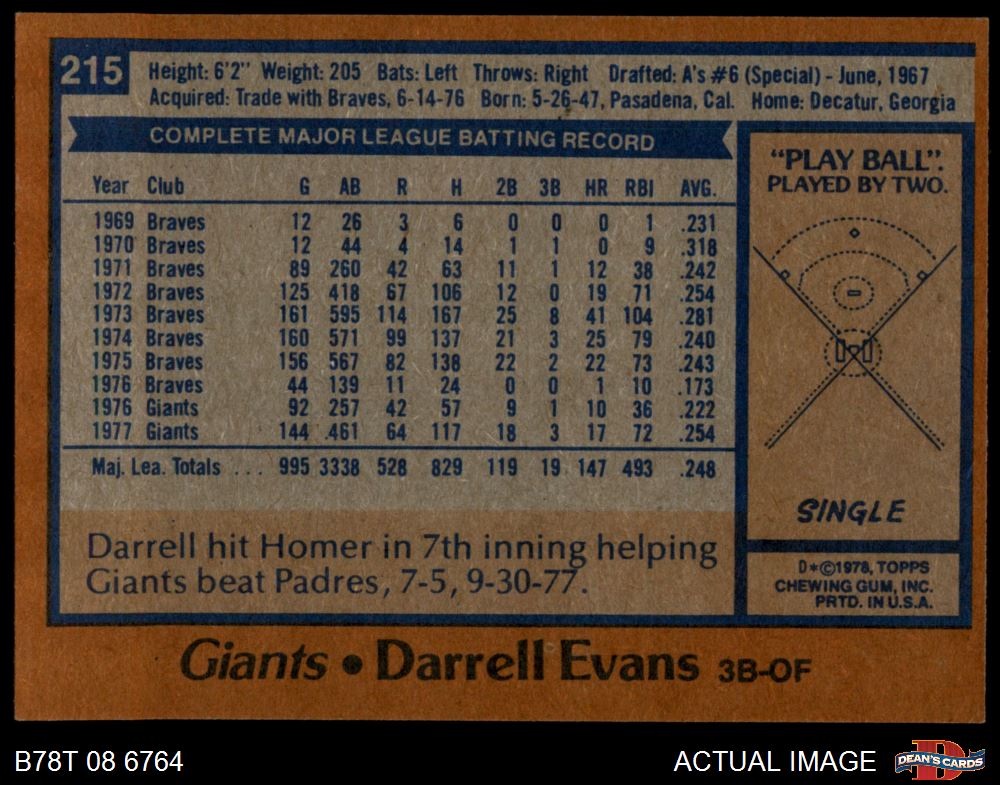 215
Height: 6'2" Weight: 205 Bats: Left Throws: Right Drafted: A's #6 (Special) - June, 1967
Acquired: Trade with Braves, 6-14-76 Born: 5-26-47, Pasadena, Cal. Home: Decatur, Georgia
COMPLETE MAJOR LEAGUE BATTING RECORD
Year Club G AB R H 2B 3B HR RBI AVG.
1969 Braves 12 26 3 6 0 0 0 1 .231
1970 Braves 12 44 4 14 1 1 0 9 .318
1971 Braves 89 260 42 63 11 1 12 38 .242
1972 Braves 125 418 67 106 12 0 19 71 .254
1973 Braves 161 595 114 167 25 8 41 104 .281
1974 Braves 160 571 99 137 21 3 25 79 .240
1975 Braves 156 567 82 138 22 2 22 73 .243
1976 Braves 44 139 11 24 0 0 1 10 .173
1976 Giants 92 257 42 57 9 1 10 36 .222
1977 Giants 144 .461 64 117 18 3 17 72 .254
Maj. Lea. Totals ... 995 3338 528 829 119 19 147 493 .248
Darrell hit Homer in 7th inning helping
Giants beat Padres, 7-5, 9-30-77.
"PLAY BALL".
PLAYED BY TWO.
SINGLE
D*©1978, TOPPS
CHEWING GUM, INC.
PRTD. IN U.S.A.
Giants • Darrell Evans 3B-OF
B78T 08 6764
ACTUAL IMAGE
D
DEAN'S CARDS